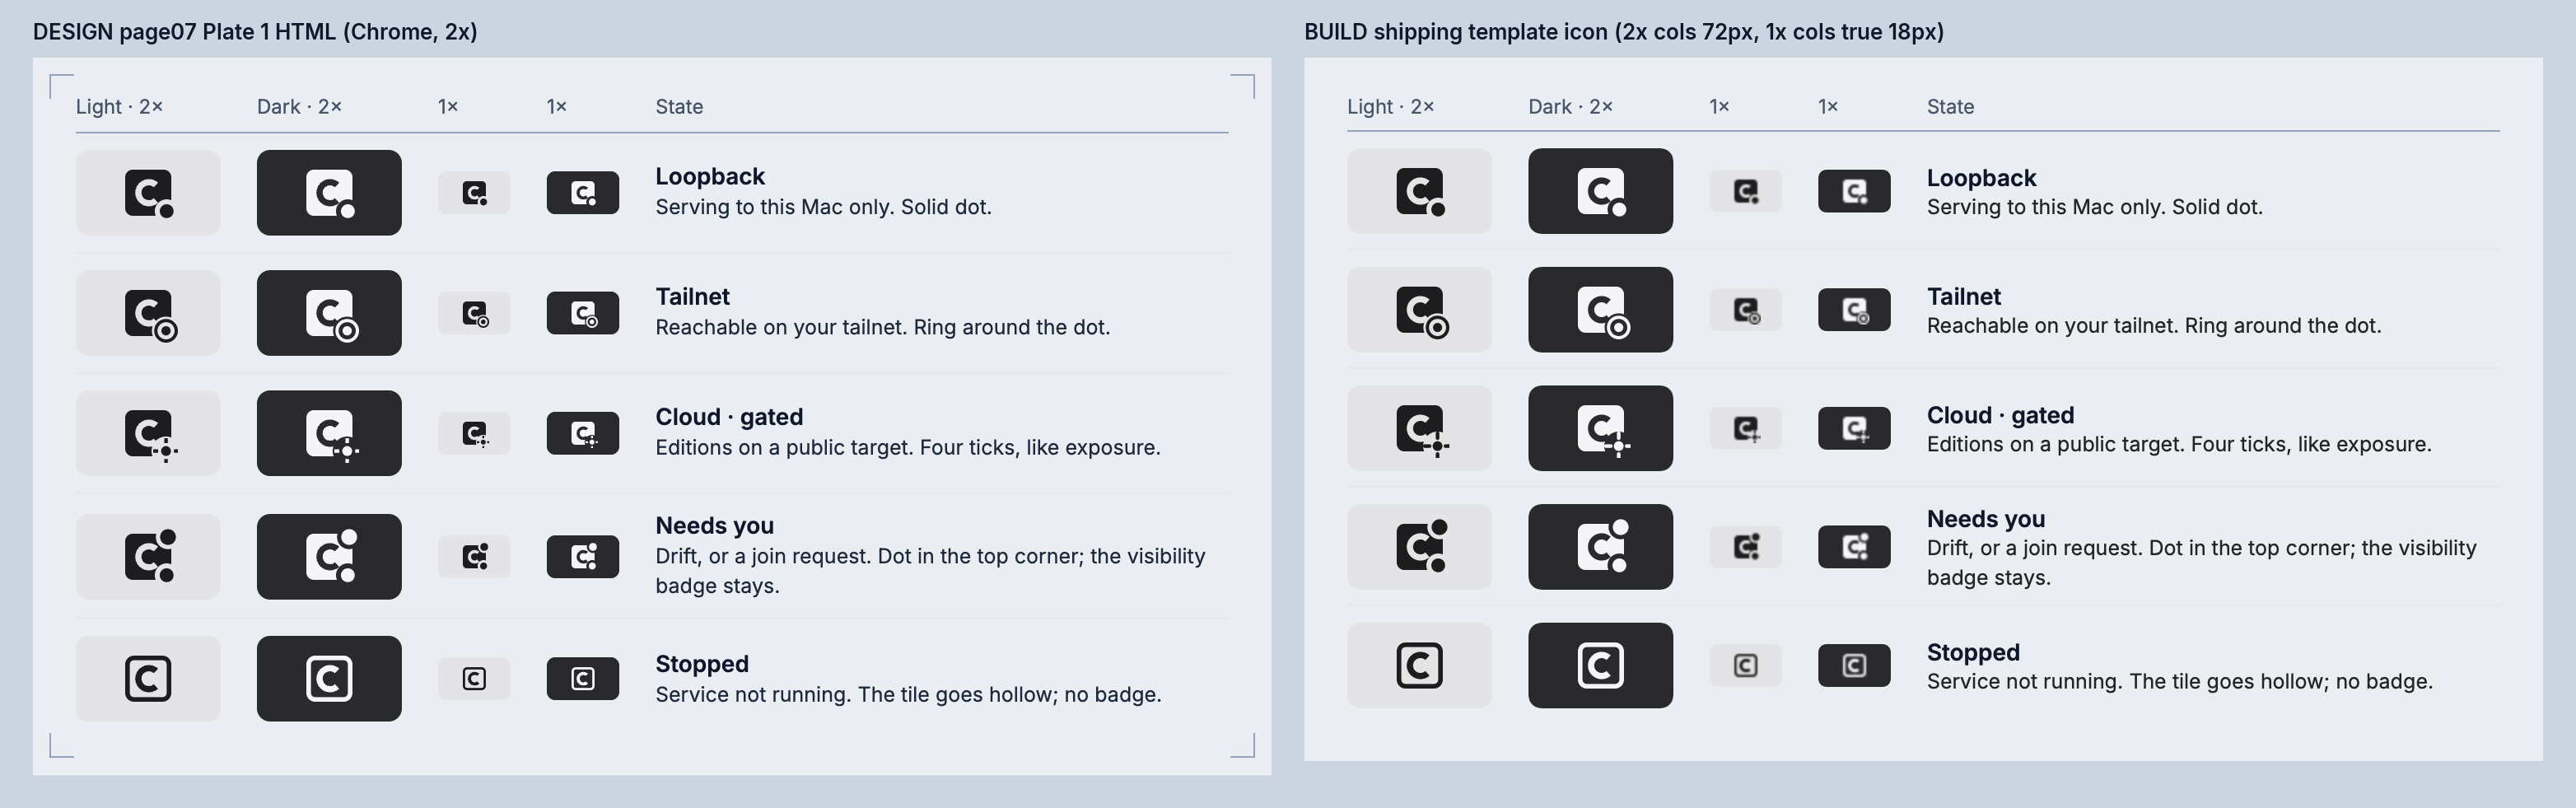 DESIGN page07 Plate 1 HTML (Chrome, 2x)
Light · 2×
Dark · 2×
1×
1×
State
Loopback
Serving to this Mac only. Solid dot.
Tailnet
Reachable on your tailnet. Ring around the dot.
Cloud · gated
Editions on a public target. Four ticks, like exposure.
Needs you
Drift, or a join request. Dot in the top corner; the visibility
badge stays.
Stopped
Service not running. The tile goes hollow; no badge.
BUILD shipping template icon (2x cols 72px, 1x cols true 18px)
Light · 2×
Dark · 2×
1×
1×
State
Loopback
Serving to this Mac only. Solid dot.
Tailnet
Reachable on your tailnet. Ring around the dot.
Cloud · gated
Editions on a public target. Four ticks, like exposure.
Needs you
Drift, or a join request. Dot in the top corner; the visibility
badge stays.
Stopped
Service not running. The tile goes hollow; no badge.